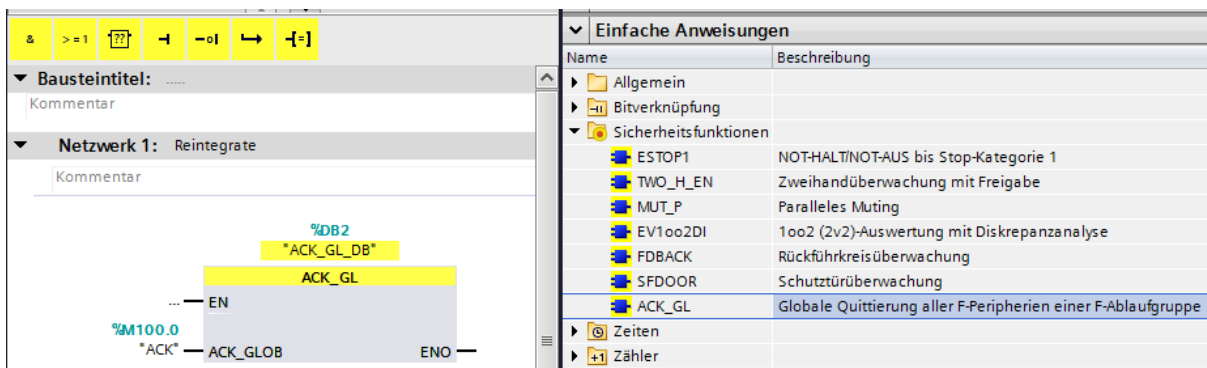 & >=1 ?? -| -o| -[=]
Bausteintitel: .....
Kommentar
Netzwerk 1: Reintegrate
Kommentar
%DB2
"ACK_GL_DB"
ACK_GL
... EN
%M100.0
"ACK" ACK_GLOB ENO
Einfache Anweisungen
Name Beschreibung
Allgemein
Bitverknüpfung
Sicherheitsfunktionen
ESTOP1 NOT-HALT/NOT-AUS bis Stop-Kategorie 1
TWO_H_EN Zweihandüberwachung mit Freigabe
MUT_P Paralleles Muting
EV1oo2DI 1oo2 (2v2)-Auswertung mit Diskrepanzanalyse
FDBACK Rückführkreisüberwachung
SFDOOR Schutztürüberwachung
ACK_GL Globale Quittierung aller F-Peripherien einer F-Ablaufgruppe
Zeiten
+1 Zähler